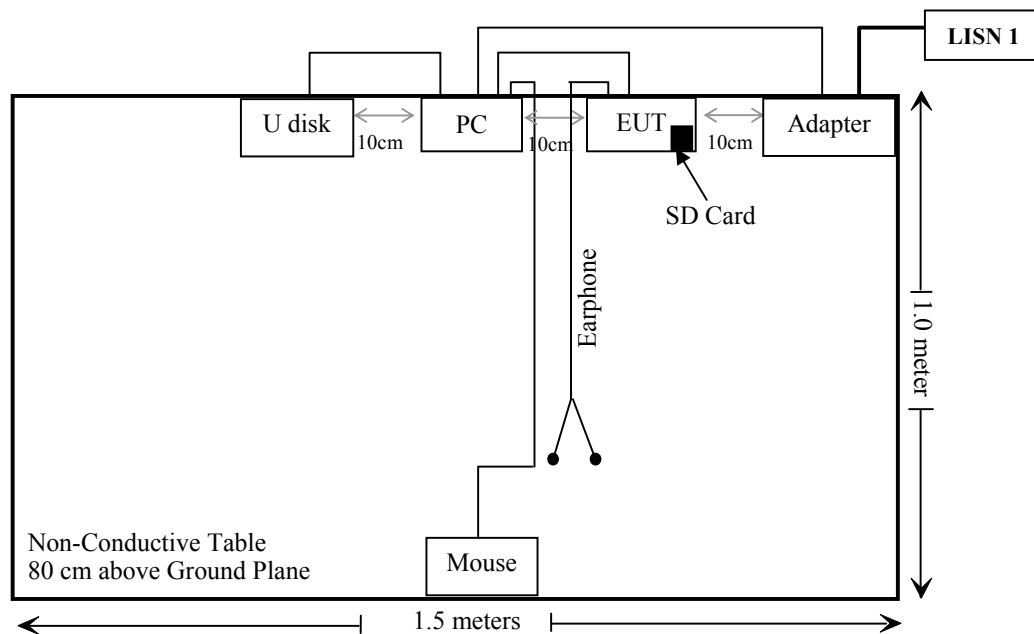 LISN 1
U disk
PC
EUT
Adapter
10cm
10cm
10cm
SD Card
Earphone
1.0 meter
Non-Conductive Table
80 cm above Ground Plane
Mouse
1.5 meters